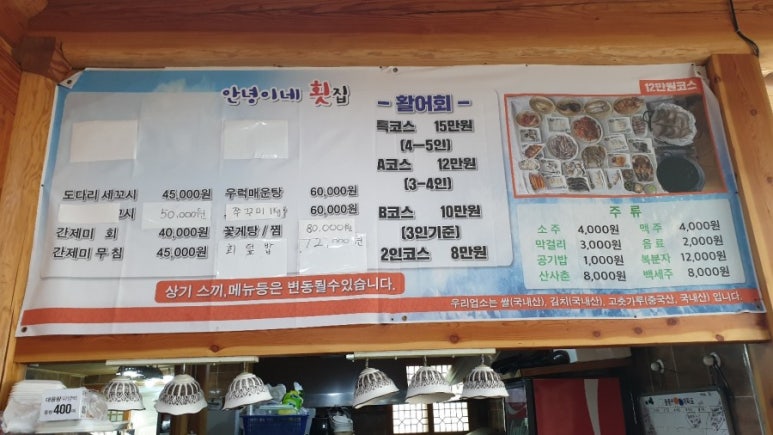 안녕이네 횟집
도다리 세꼬시 45,000원
꼬시 50,000원
간제미 회 40,000원
간제미 무침 45,000원
우럭매운탕 60,000원
쭈꾸미 1kg 60,000원
꽃게탕 / 찜 80,000원
회 덮밥 12,000원
- 활어회 -
특코스 15만원
(4-5인)
A코스 12만원
(3-4인)
B코스 10만원
(3인기준)
2인코스 8만원
12만원코스
주 류
소 주 4,000원 맥 주 4,000원
막걸리 3,000원 음 료 2,000원
공기밥 1,000원 복분자 12,000원
산사춘 8,000원 백세주 8,000원
상기 스끼,메뉴등은 변동될수있습니다.
우리업소는 쌀(국내산), 김치(국내산), 고춧가루(중국산, 국내산) 입니다.
400